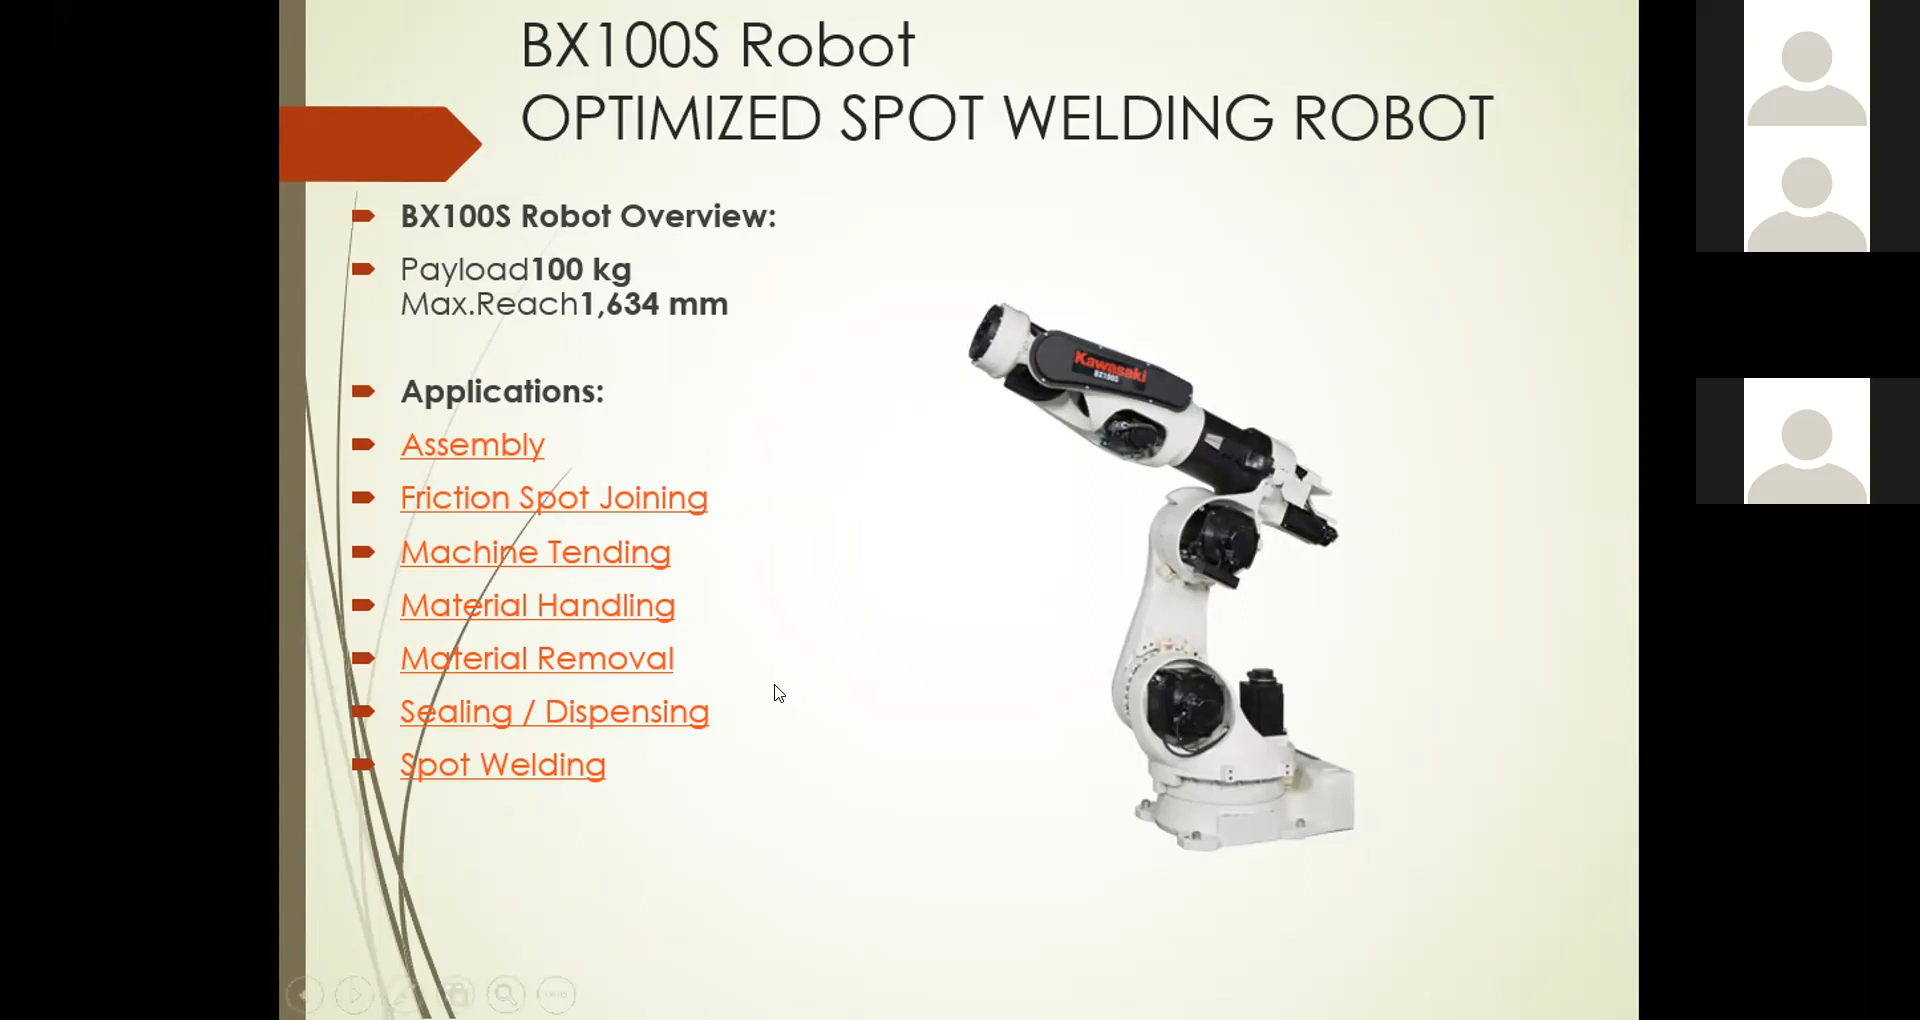 BX100S Robot
OPTIMIZED SPOT WELDING ROBOT
BX100S Robot Overview:
Payload100 kg
Max.Reach1,634 mm
Applications:
Assembly
Friction Spot Joining
Machine Tending
Material Handling
Material Removal
Sealing / Dispensing
Spot Welding
Kawasaki
BX100S